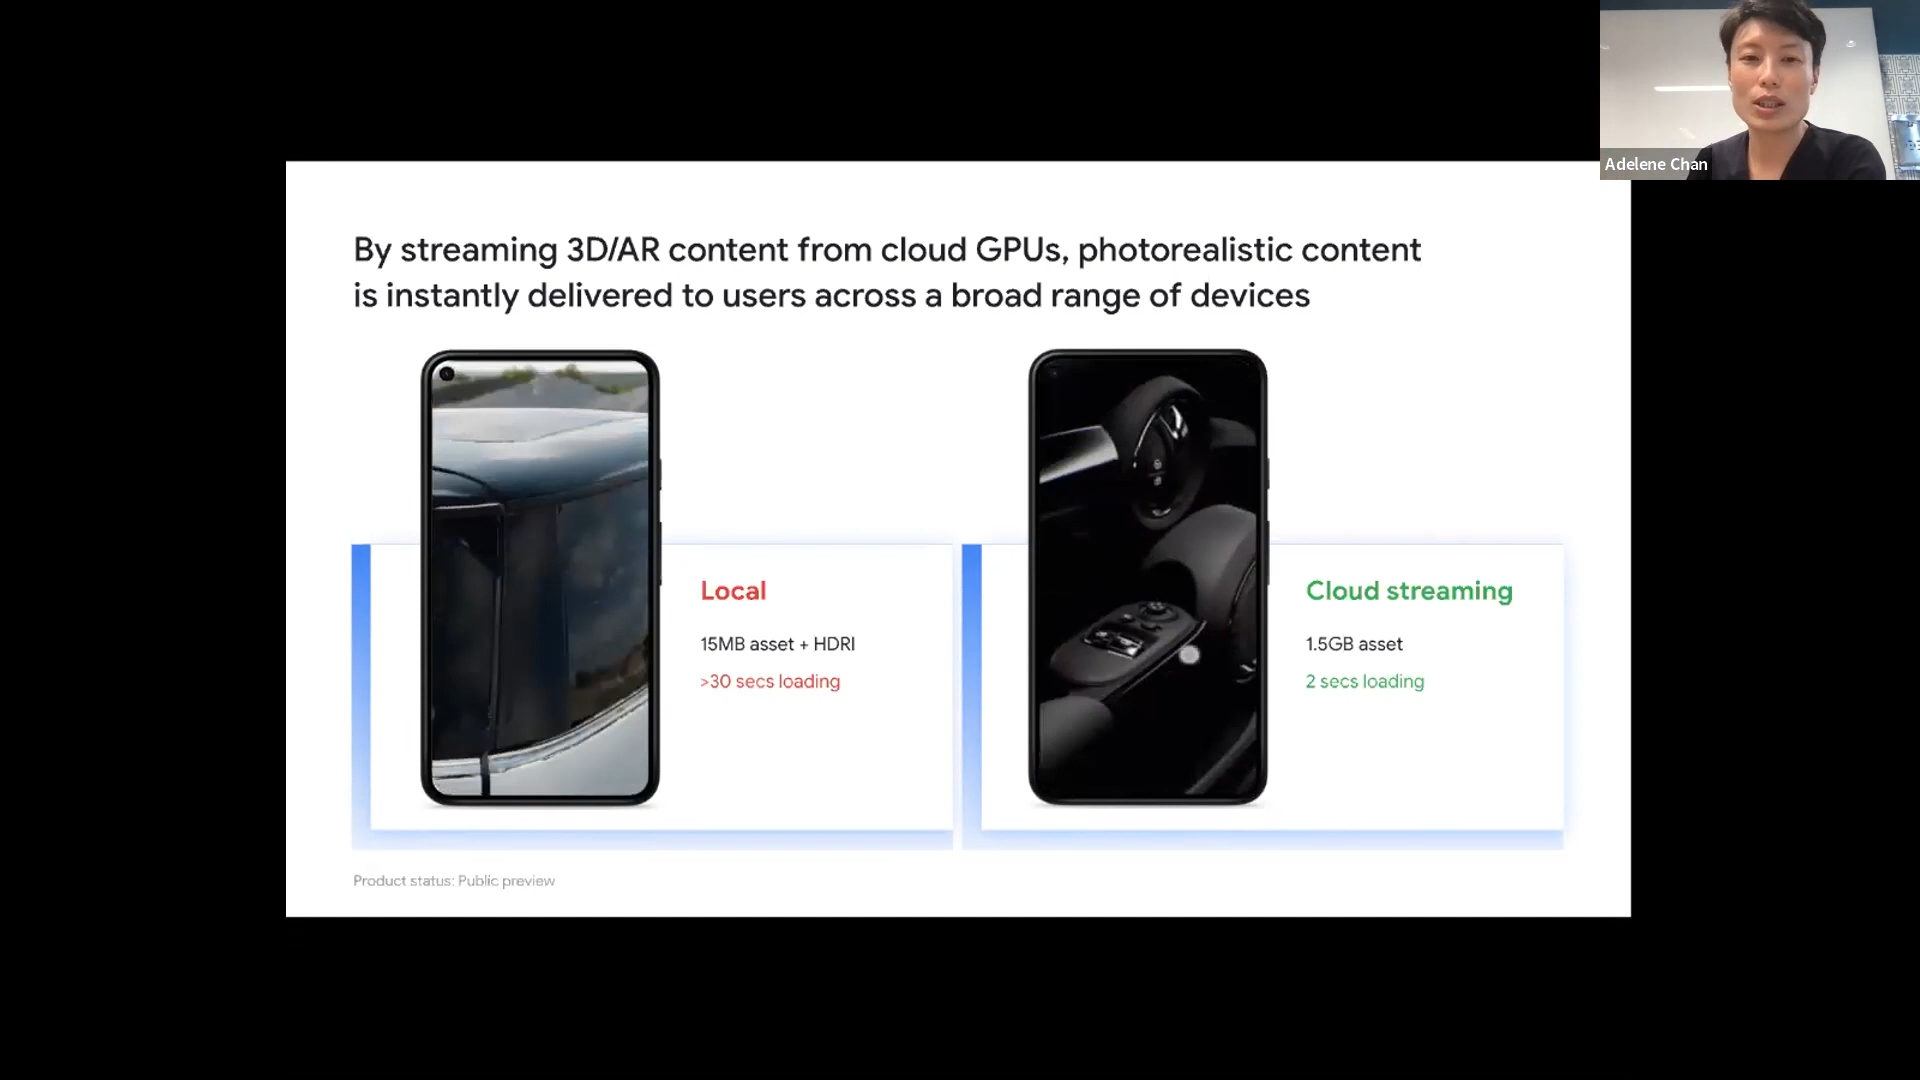 Adelene Chan
By streaming 3D/AR content from cloud GPUs, photorealistic content
is instantly delivered to users across a broad range of devices
Local
15MB asset + HDRI
>30 secs loading
Cloud streaming
1.5GB asset
2 secs loading
Product status: Public preview